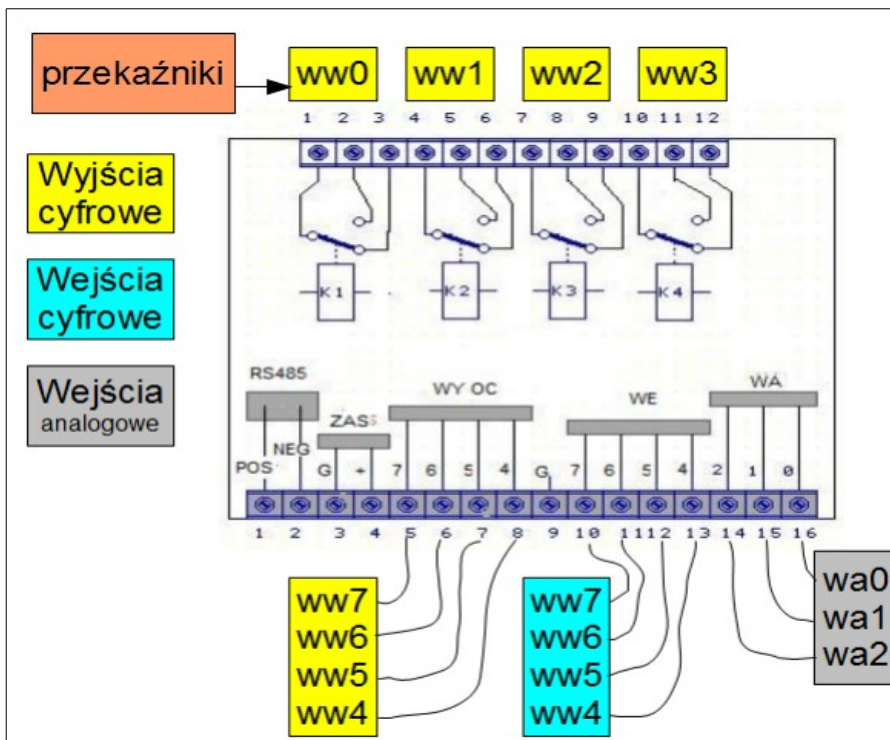 przekaźniki
ww0 ww1 ww2 ww3
1 2 3 4 5 6 7 8 9 10 11 12
Wyjścia
cyfrowe
Wejścia
cyfrowe
Wejścia
analogowe
K1 K2 K3 K4
RS485 ZAS WY OC WE WA
POS NEG G + 7 6 5 4 G 7 6 5 4 2 1 0
1 2 3 4 5 6 7 8 9 10 11 12 13 14 15 16
ww7
ww6
ww5
ww4
ww7
ww6
ww5
ww4
wa0
wa1
wa2